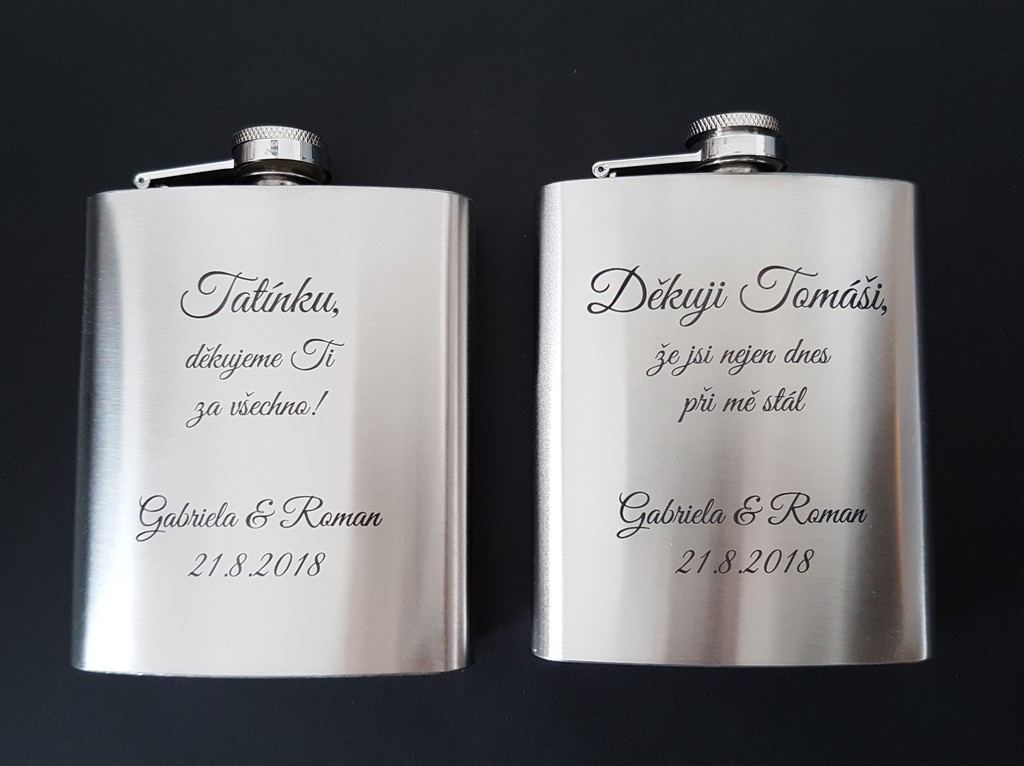 Tatínku,
děkujeme Ti
za všechno!
Gabriela & Roman
21.8.2018
Děkuji Tomáši,
že jsi nejen dnes
při mě stál
Gabriela & Roman
21.8.2018